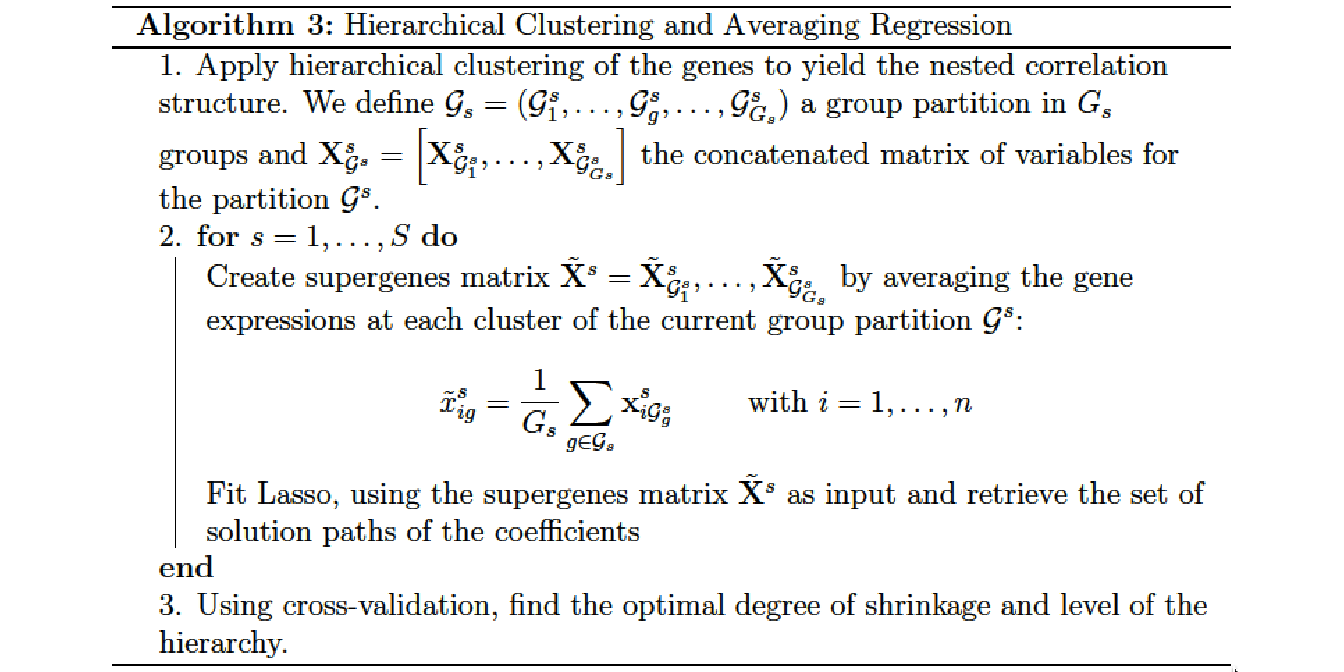 Algorithm 3: Hierarchical Clustering and Averaging Regression
1. Apply hierarchical clustering of the genes to yield the nested correlation
structure. We define $\mathcal{G}_s = (\mathcal{G}_1^s, \ldots, \mathcal{G}_g^s, \ldots, \mathcal{G}_{G_s}^s)$ a group partition in $G_s$
groups and $\mathbf{X}_{\mathcal{G}^s}^s = \left[\mathbf{X}_{\mathcal{G}_1^s}^s, \ldots, \mathbf{X}_{\mathcal{G}_{G_s}^s}^s\right]$ the concatenated matrix of variables for
the partition $\mathcal{G}^s$.
2. for $s = 1, \ldots, S$ do
Create supergenes matrix $\tilde{\mathbf{X}}^s = \tilde{\mathbf{X}}_{\mathcal{G}_1^s}^s, \ldots, \tilde{\mathbf{X}}_{\mathcal{G}_{G_s}^s}^s$ by averaging the gene
expressions at each cluster of the current group partition $\mathcal{G}^s$:
$\tilde{x}_{ig}^s = \frac{1}{G_s} \sum_{g \in \mathcal{G}_s} \mathbf{x}_{i\mathcal{G}_g^s}^s$ with $i = 1, \ldots, n$
Fit Lasso, using the supergenes matrix $\tilde{\mathbf{X}}^s$ as input and retrieve the set of
solution paths of the coefficients
end
3. Using cross-validation, find the optimal degree of shrinkage and level of the
hierarchy.